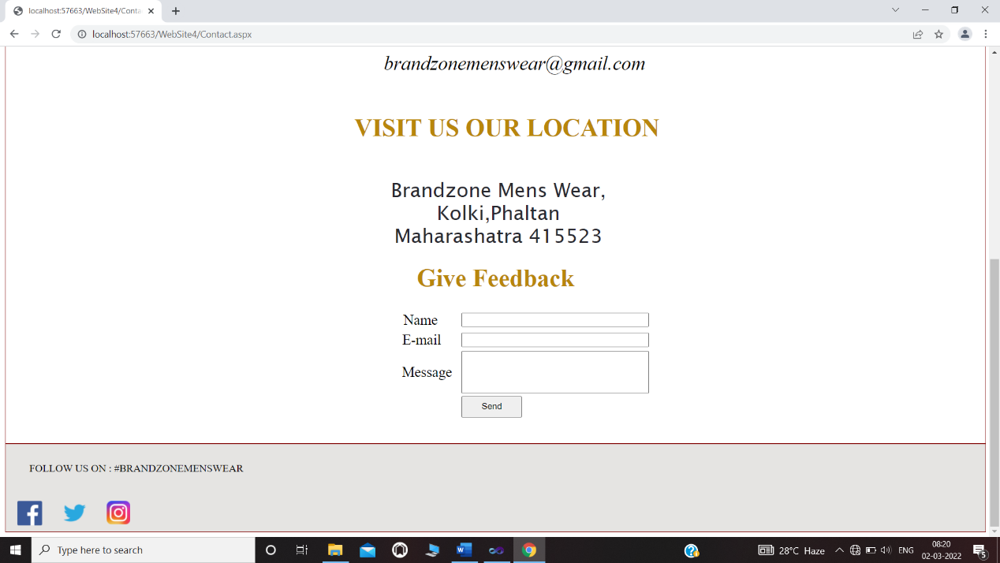 localhost:57663/WebSite4/Conta
localhost:57663/WebSite4/Contact.aspx
brandzonemenswear@gmail.com
VISIT US OUR LOCATION
Brandzone Mens Wear,
Kolki,Phaltan
Maharashatra 415523
Give Feedback
Name
E-mail
Message
Send
FOLLOW US ON : #BRANDZONEMENSWEAR
Type here to search
28°C Haze
ENG
08:20
02-03-2022
5